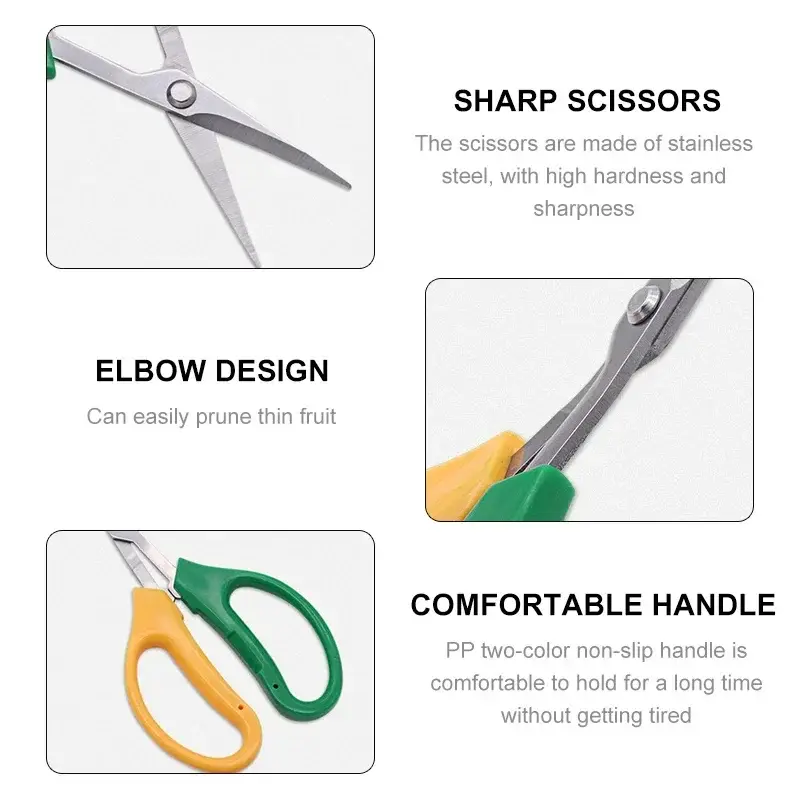 SHARP SCISSORS
The scissors are made of stainless
steel, with high hardness and
sharpness
ELBOW DESIGN
Can easily prune thin fruit
COMFORTABLE HANDLE
PP two-color non-slip handle is
comfortable to hold for a long time
without getting tired